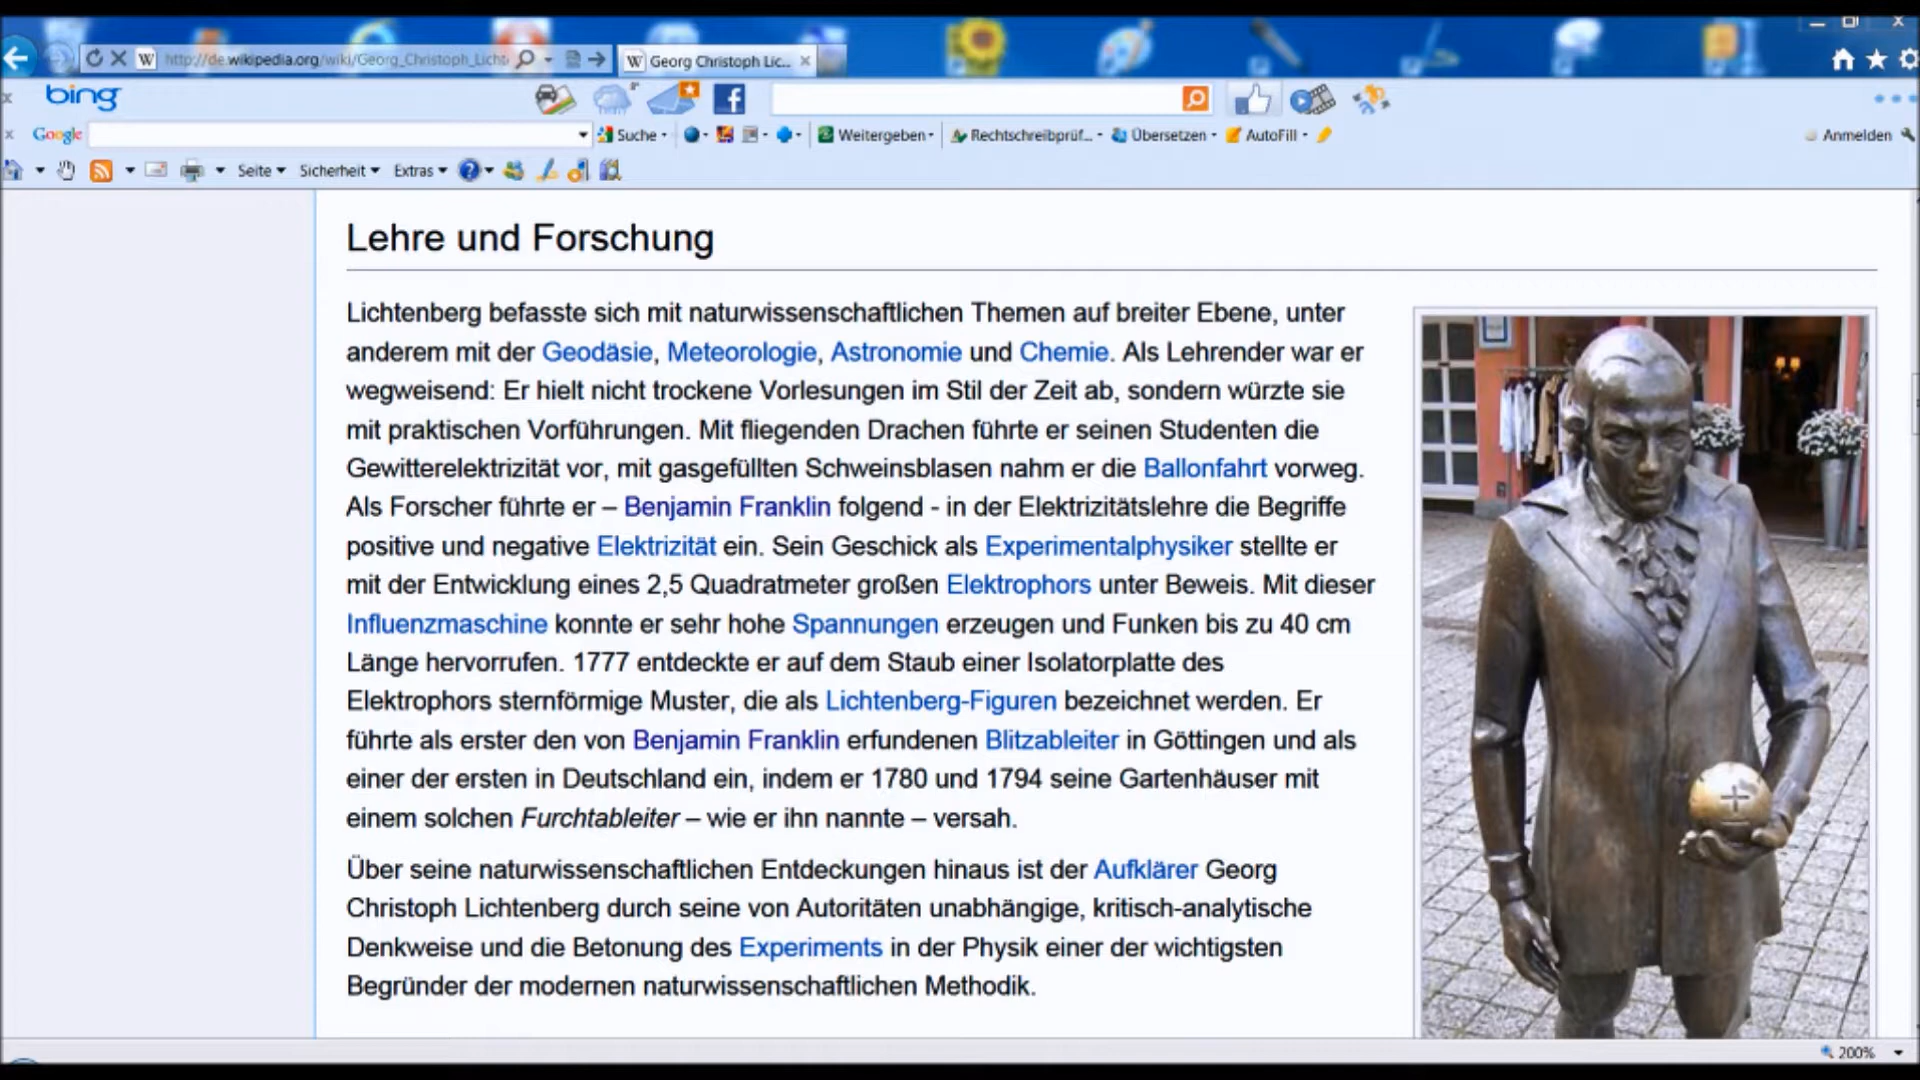 http://de.wikipedia.org/wiki/Georg_Christoph_Licht
W Georg Christoph Lic...
bing
Google
Suche
Weitergeben
Rechtschreibprüf...
Übersetzen
AutoFill
Anmelden
Seite
Sicherheit
Extras
Lehre und Forschung
Lichtenberg befasste sich mit naturwissenschaftlichen Themen auf breiter Ebene, unter
anderem mit der Geodäsie, Meteorologie, Astronomie und Chemie. Als Lehrender war er
wegweisend: Er hielt nicht trockene Vorlesungen im Stil der Zeit ab, sondern würzte sie
mit praktischen Vorführungen. Mit fliegenden Drachen führte er seinen Studenten die
Gewitterelektrizität vor, mit gasgefüllten Schweinsblasen nahm er die Ballonfahrt vorweg.
Als Forscher führte er – Benjamin Franklin folgend - in der Elektrizitätslehre die Begriffe
positive und negative Elektrizität ein. Sein Geschick als Experimentalphysiker stellte er
mit der Entwicklung eines 2,5 Quadratmeter großen Elektrophors unter Beweis. Mit dieser
Influenzmaschine konnte er sehr hohe Spannungen erzeugen und Funken bis zu 40 cm
Länge hervorrufen. 1777 entdeckte er auf dem Staub einer Isolatorplatte des
Elektrophors sternförmige Muster, die als Lichtenberg-Figuren bezeichnet werden. Er
führte als erster den von Benjamin Franklin erfundenen Blitzableiter in Göttingen und als
einer der ersten in Deutschland ein, indem er 1780 und 1794 seine Gartenhäuser mit
einem solchen Furchtableiter – wie er ihn nannte – versah.
Über seine naturwissenschaftlichen Entdeckungen hinaus ist der Aufklärer Georg
Christoph Lichtenberg durch seine von Autoritäten unabhängige, kritisch-analytische
Denkweise und die Betonung des Experiments in der Physik einer der wichtigsten
Begründer der modernen naturwissenschaftlichen Methodik.
200%